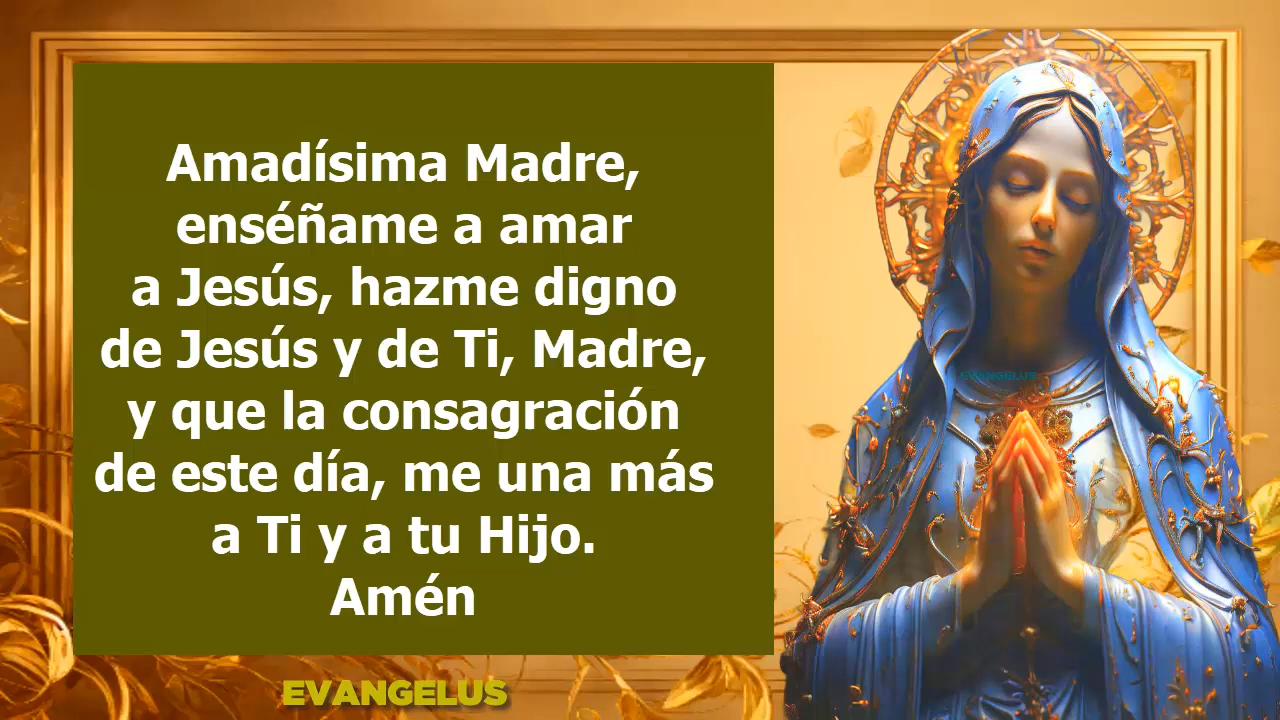 Amadísima Madre,
enséñame a amar
a Jesús, hazme digno
de Jesús y de Ti, Madre,
y que la consagración
de este día, me una más
a Ti y a tu Hijo.
Amén
EVANGELUS
EVANGELUS